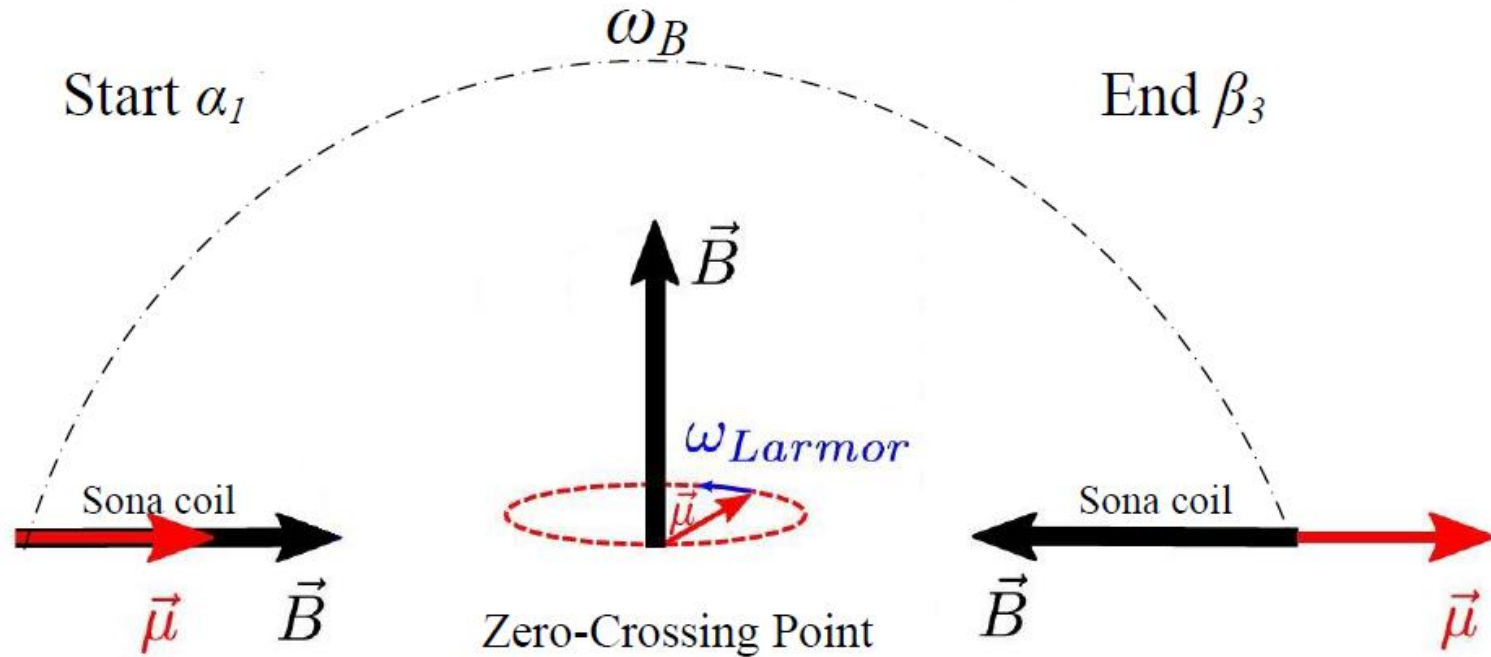 ω_B
Start α_1
End β_3
B⃗
ω_Larmor
μ⃗
Sona coil
Sona coil
μ⃗
B⃗
Zero-Crossing Point
B⃗
μ⃗